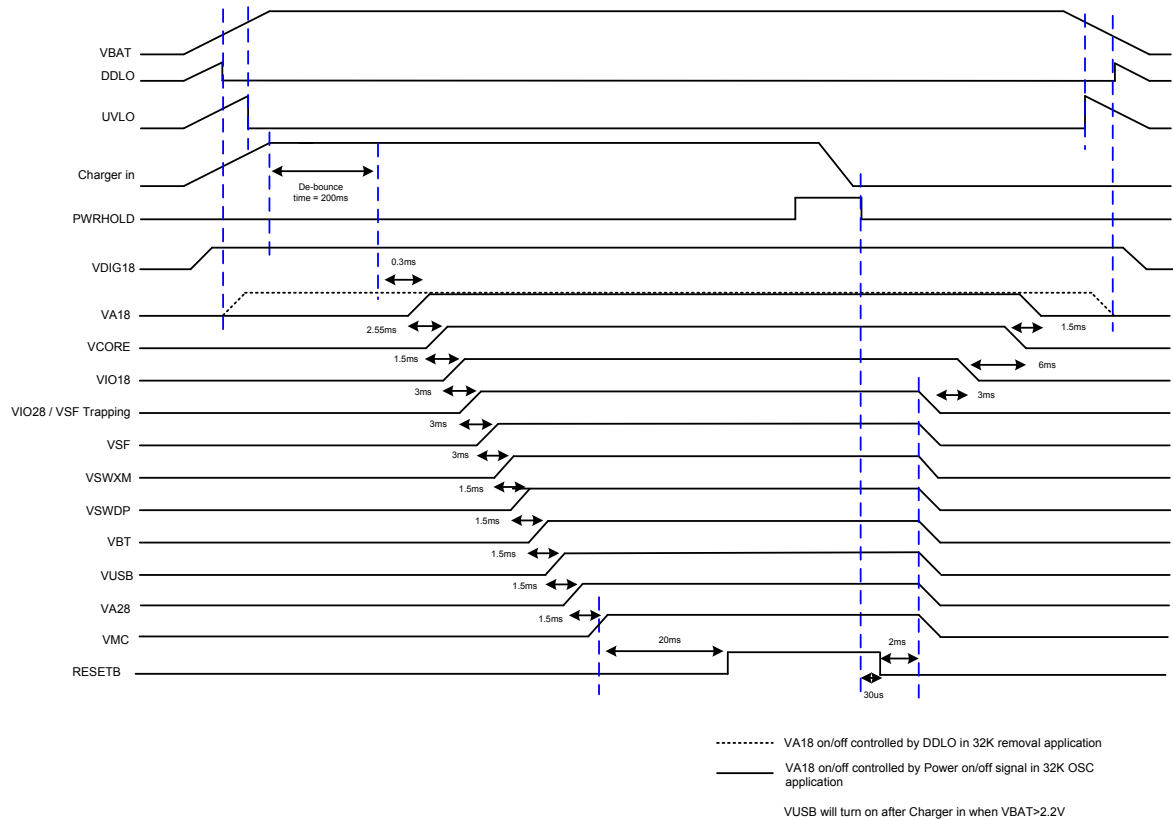 VBAT
DDLO
UVLO
Charger in
De-bounce
time = 200ms
PWRHOLD
VDIG18
0.3ms
VA18
2.55ms
1.5ms
VCORE
1.5ms
6ms
VIO18
3ms
3ms
VIO28 / VSF Trapping
3ms
VSF
3ms
VSWXM
1.5ms
VSWDP
1.5ms
VBT
1.5ms
VUSB
1.5ms
VA28
1.5ms
VMC
20ms
2ms
RESETB
30us
VA18 on/off controlled by DDLO in 32K removal application
VA18 on/off controlled by Power on/off signal in 32K OSC
application
VUSB will turn on after Charger in when VBAT>2.2V